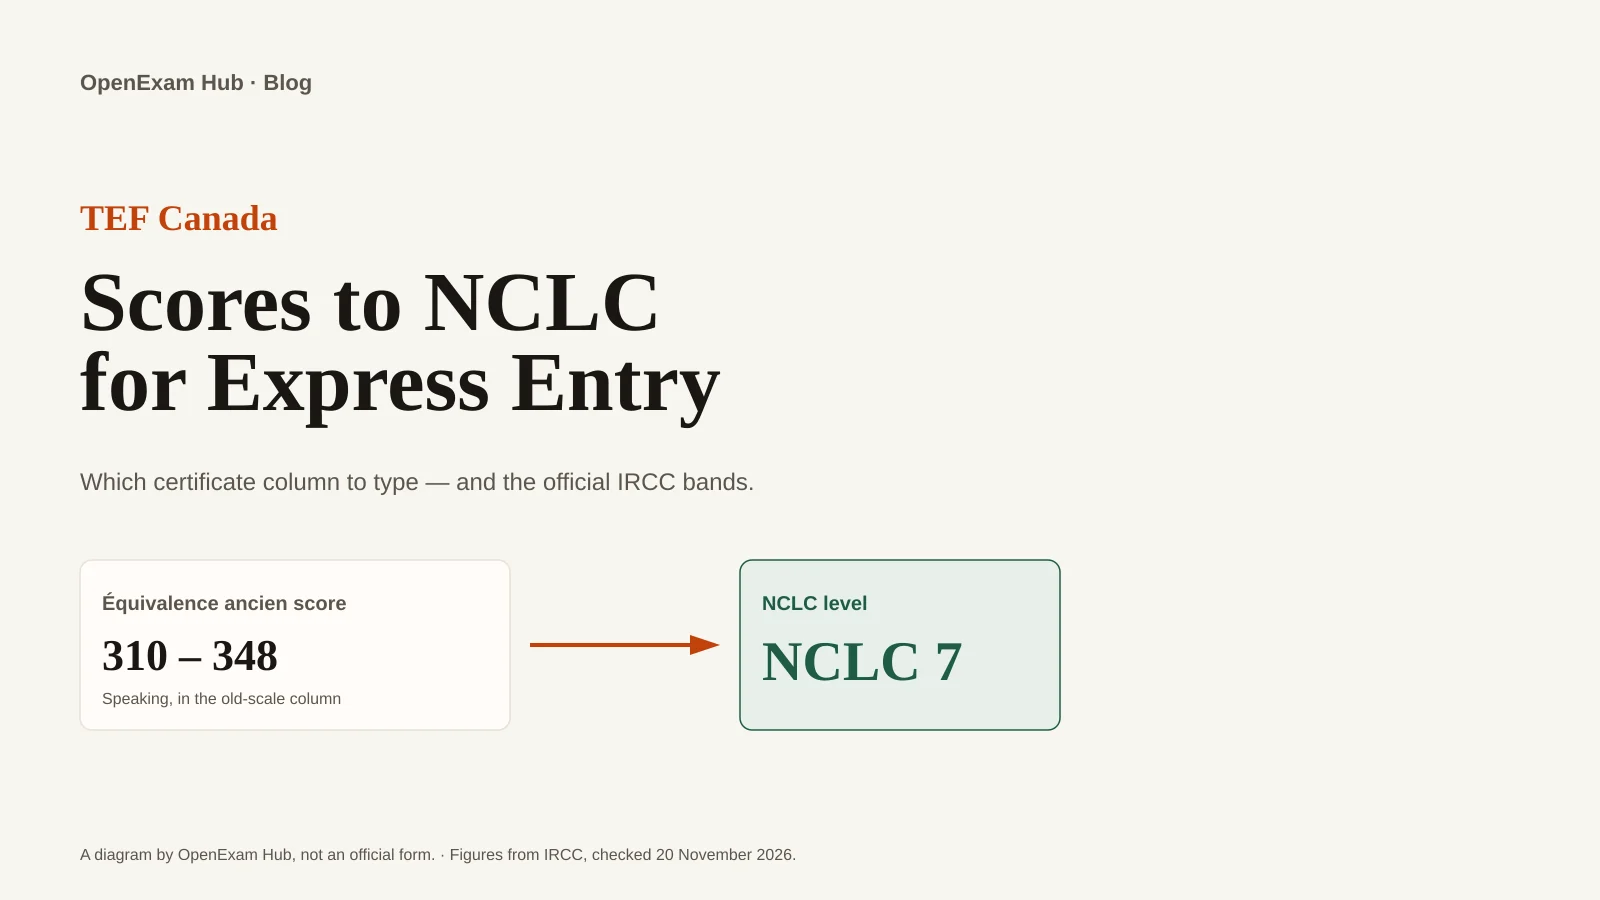 OpenExam Hub · Blog
TEF Canada
Scores to NCLC
for Express Entry
Which certificate column to type — and the official IRCC bands.
Équivalence ancien score
310 – 348
Speaking, in the old-scale column
NCLC level
NCLC 7
A diagram by OpenExam Hub, not an official form. · Figures from IRCC, checked 20 November 2026.